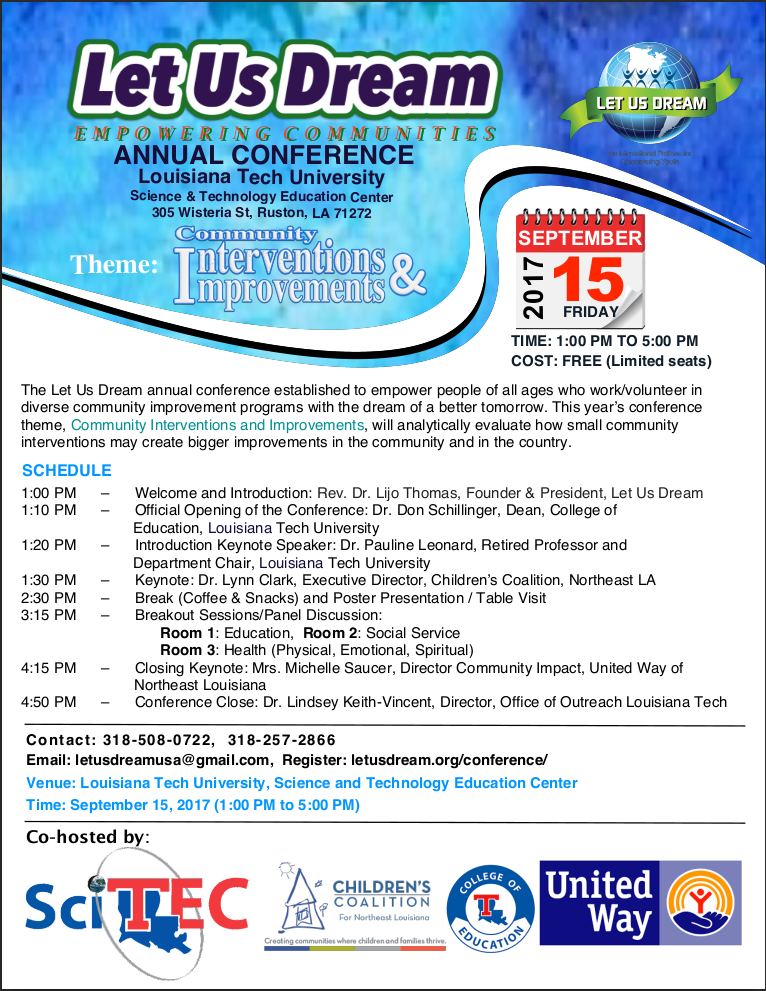 Let Us Dream
EMPOWERING COMMUNITIES
ANNUAL CONFERENCE
Louisiana Tech University
Science & Technology Education Center
305 Wisteria St, Ruston, LA 71272
LET US DREAM
Theme:
Community
Interventions &
Improvements
SEPTEMBER
2017
15
FRIDAY
TIME: 1:00 PM TO 5:00 PM
COST: FREE (Limited seats)
The Let Us Dream annual conference established to empower people of all ages who work/volunteer in
diverse community improvement programs with the dream of a better tomorrow. This year's conference
theme, Community Interventions and Improvements, will analytically evaluate how small community
interventions may create bigger improvements in the community and in the country.
SCHEDULE
1:00 PM – Welcome and Introduction: Rev. Dr. Lijo Thomas, Founder & President, Let Us Dream
1:10 PM – Official Opening of the Conference: Dr. Don Schillinger, Dean, College of
Education, Louisiana Tech University
1:20 PM – Introduction Keynote Speaker: Dr. Pauline Leonard, Retired Professor and
Department Chair, Louisiana Tech University
1:30 PM – Keynote: Dr. Lynn Clark, Executive Director, Children's Coalition, Northeast LA
2:30 PM – Break (Coffee & Snacks) and Poster Presentation / Table Visit
3:15 PM – Breakout Sessions/Panel Discussion:
Room 1: Education, Room 2: Social Service
Room 3: Health (Physical, Emotional, Spiritual)
4:15 PM – Closing Keynote: Mrs. Michelle Saucer, Director Community Impact, United Way of
Northeast Louisiana
4:50 PM – Conference Close: Dr. Lindsey Keith-Vincent, Director, Office of Outreach Louisiana Tech
Contact: 318-508-0722, 318-257-2866
Email: letusdreamusa@gmail.com, Register: letusdream.org/conference/
Venue: Louisiana Tech University, Science and Technology Education Center
Time: September 15, 2017 (1:00 PM to 5:00 PM)
Co-hosted by:
SciTEC
CHILDREN'S
COALITION
For Northeast Louisiana
Creating communities where children and families thrive.
COLLEGE OF
T
EDUCATION
United
Way